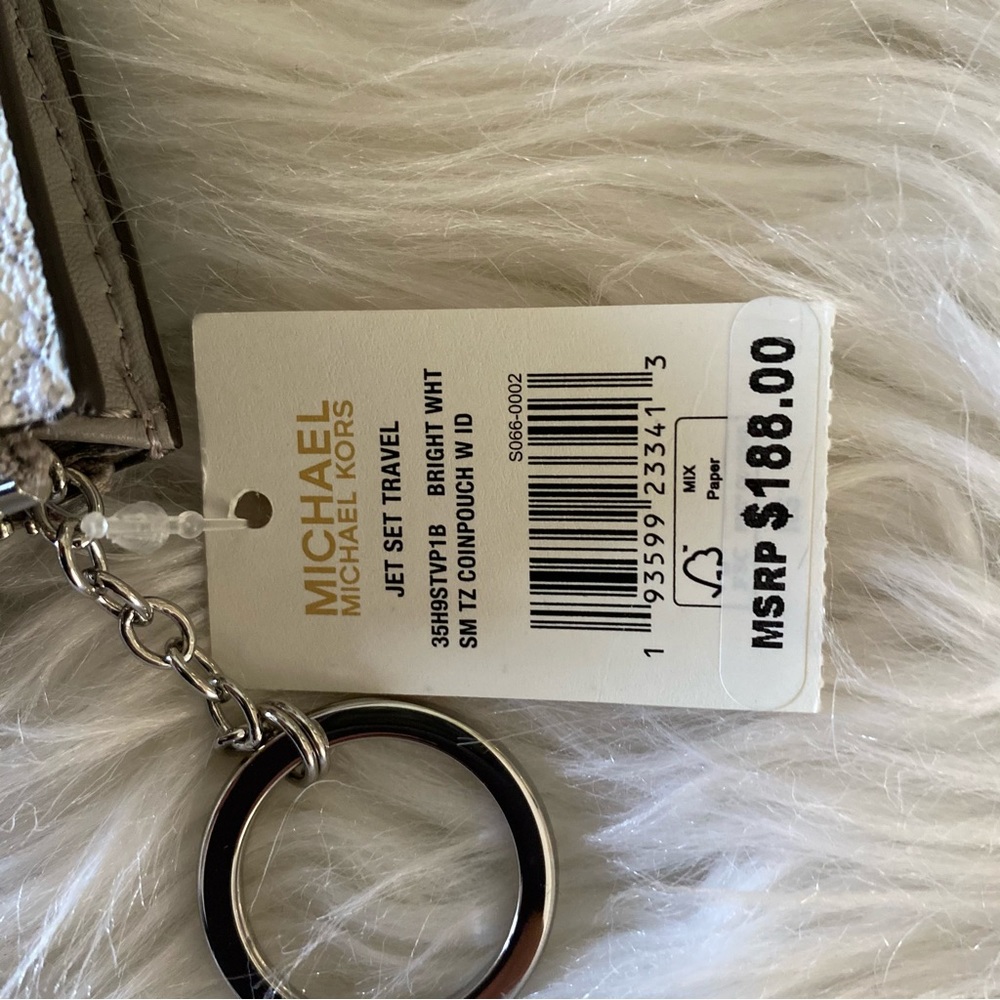 MICHAEL
MICHAEL KORS
JET SET TRAVEL
35H9STVP1B BRIGHT WHT
SM TZ COINPOUCH W ID
S066-0002
1 93599 23341 3
MIX
Paper
MSRP $188.00